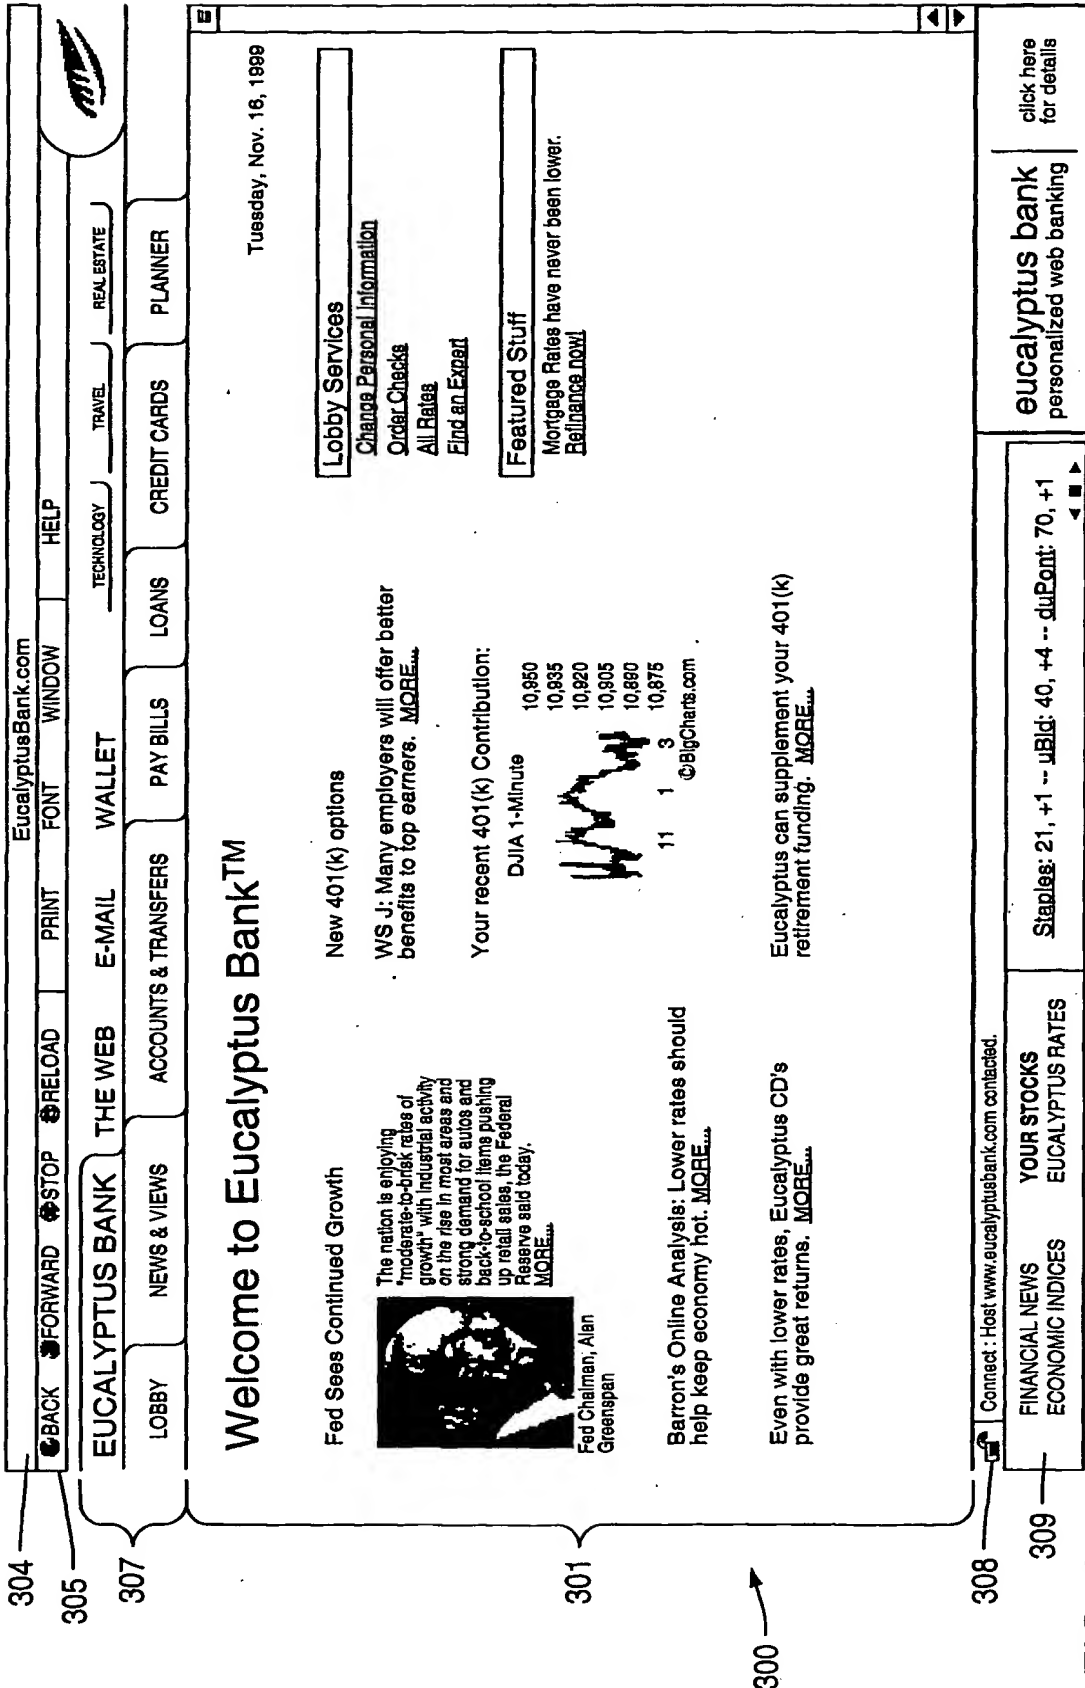 304
EucalyptusBank.com
305
BACK FORWARD STOP RELOAD PRINT FONT WINDOW HELP
307
EUCALYPTUS BANK THE WEB E-MAIL WALLET TECHNOLOGY TRAVEL REAL ESTATE
LOBBY NEWS & VIEWS ACCOUNTS & TRANSFERS PAY BILLS LOANS CREDIT CARDS PLANNER
Welcome to Eucalyptus Bank™
Tuesday, Nov. 16, 1999
301
Fed Sees Continued Growth
The nation is enjoying
"moderate-to-brisk rates of
growth" with industrial activity
on the rise in most areas and
strong demand for autos and
back-to-school items pushing
up retail sales, the Federal
Reserve said today.
MORE...
Fed Chaiman; Alan
Greenspan
Barron's Online Analysis: Lower rates should
help keep economy hot. MORE...
Even with lower rates, Eucalyptus CD's
provide great returns. MORE...
New 401(k) options
WS J: Many employers will offer better
benefits to top earners. MORE...
Your recent 401(k) Contribution:
DJIA 1-Minute
10,950
10,935
10,920
10,905
10,890
10,875
11 1 3
©BigCharts.com
Eucalyptus can supplement your 401(k)
retirement funding. MORE...
Lobby Services
Change Personal Information
Order Checks
All Rates
Find an Expert
Featured Stuff
Mortgage Rates have never been lower.
Refinance now!
300
308
Connect : Host www.eucalyptusbank.com contacted.
309
FINANCIAL NEWS YOUR STOCKS
ECONOMIC INDICES EUCALYPTUS RATES
Staples: 21, +1 -- uBid: 40, +4 -- duPont: 70, +1
eucalyptus bank
personalized web banking
click here
for details